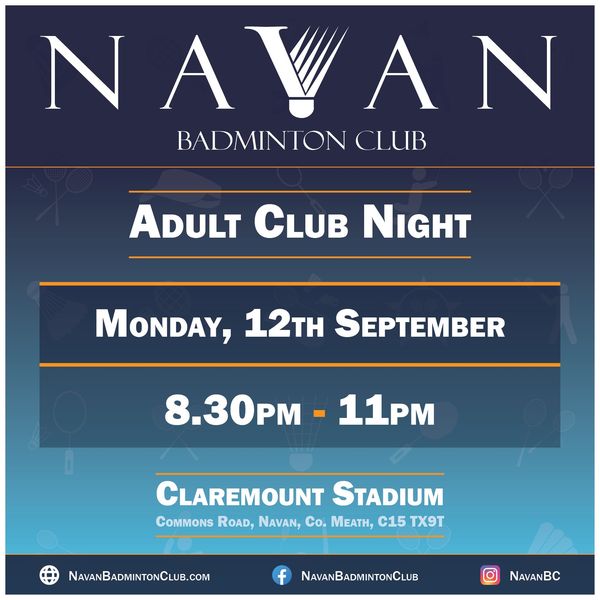 NAVAN
BADMINTON CLUB
ADULT CLUB NIGHT
MONDAY, 12TH SEPTEMBER
8.30PM - 11PM
CLAREMOUNT STADIUM
COMMONS ROAD, NAVAN, CO. MEATH, C15 TX9T
NAVANBADMINTONCLUB.COM
NAVANBADMINTONCLUB
NAVANBC